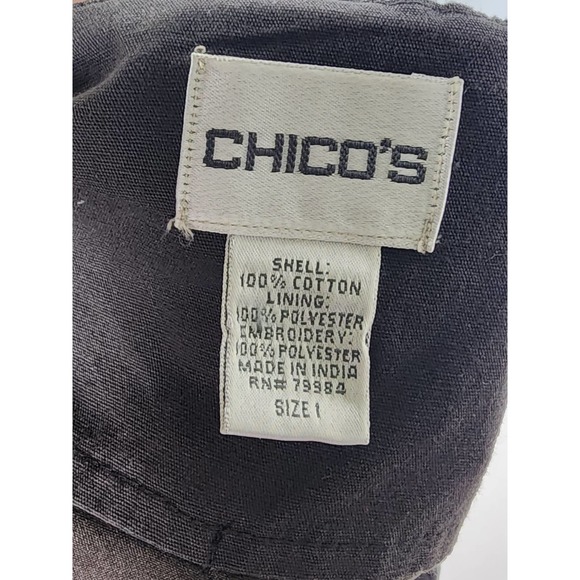 CHICO'S
SHELL:
100% COTTON
LINING:
100% POLYESTER
EMBROIDERY:
100% POLYESTER
MADE IN INDIA
RN# 79984
SIZE 1